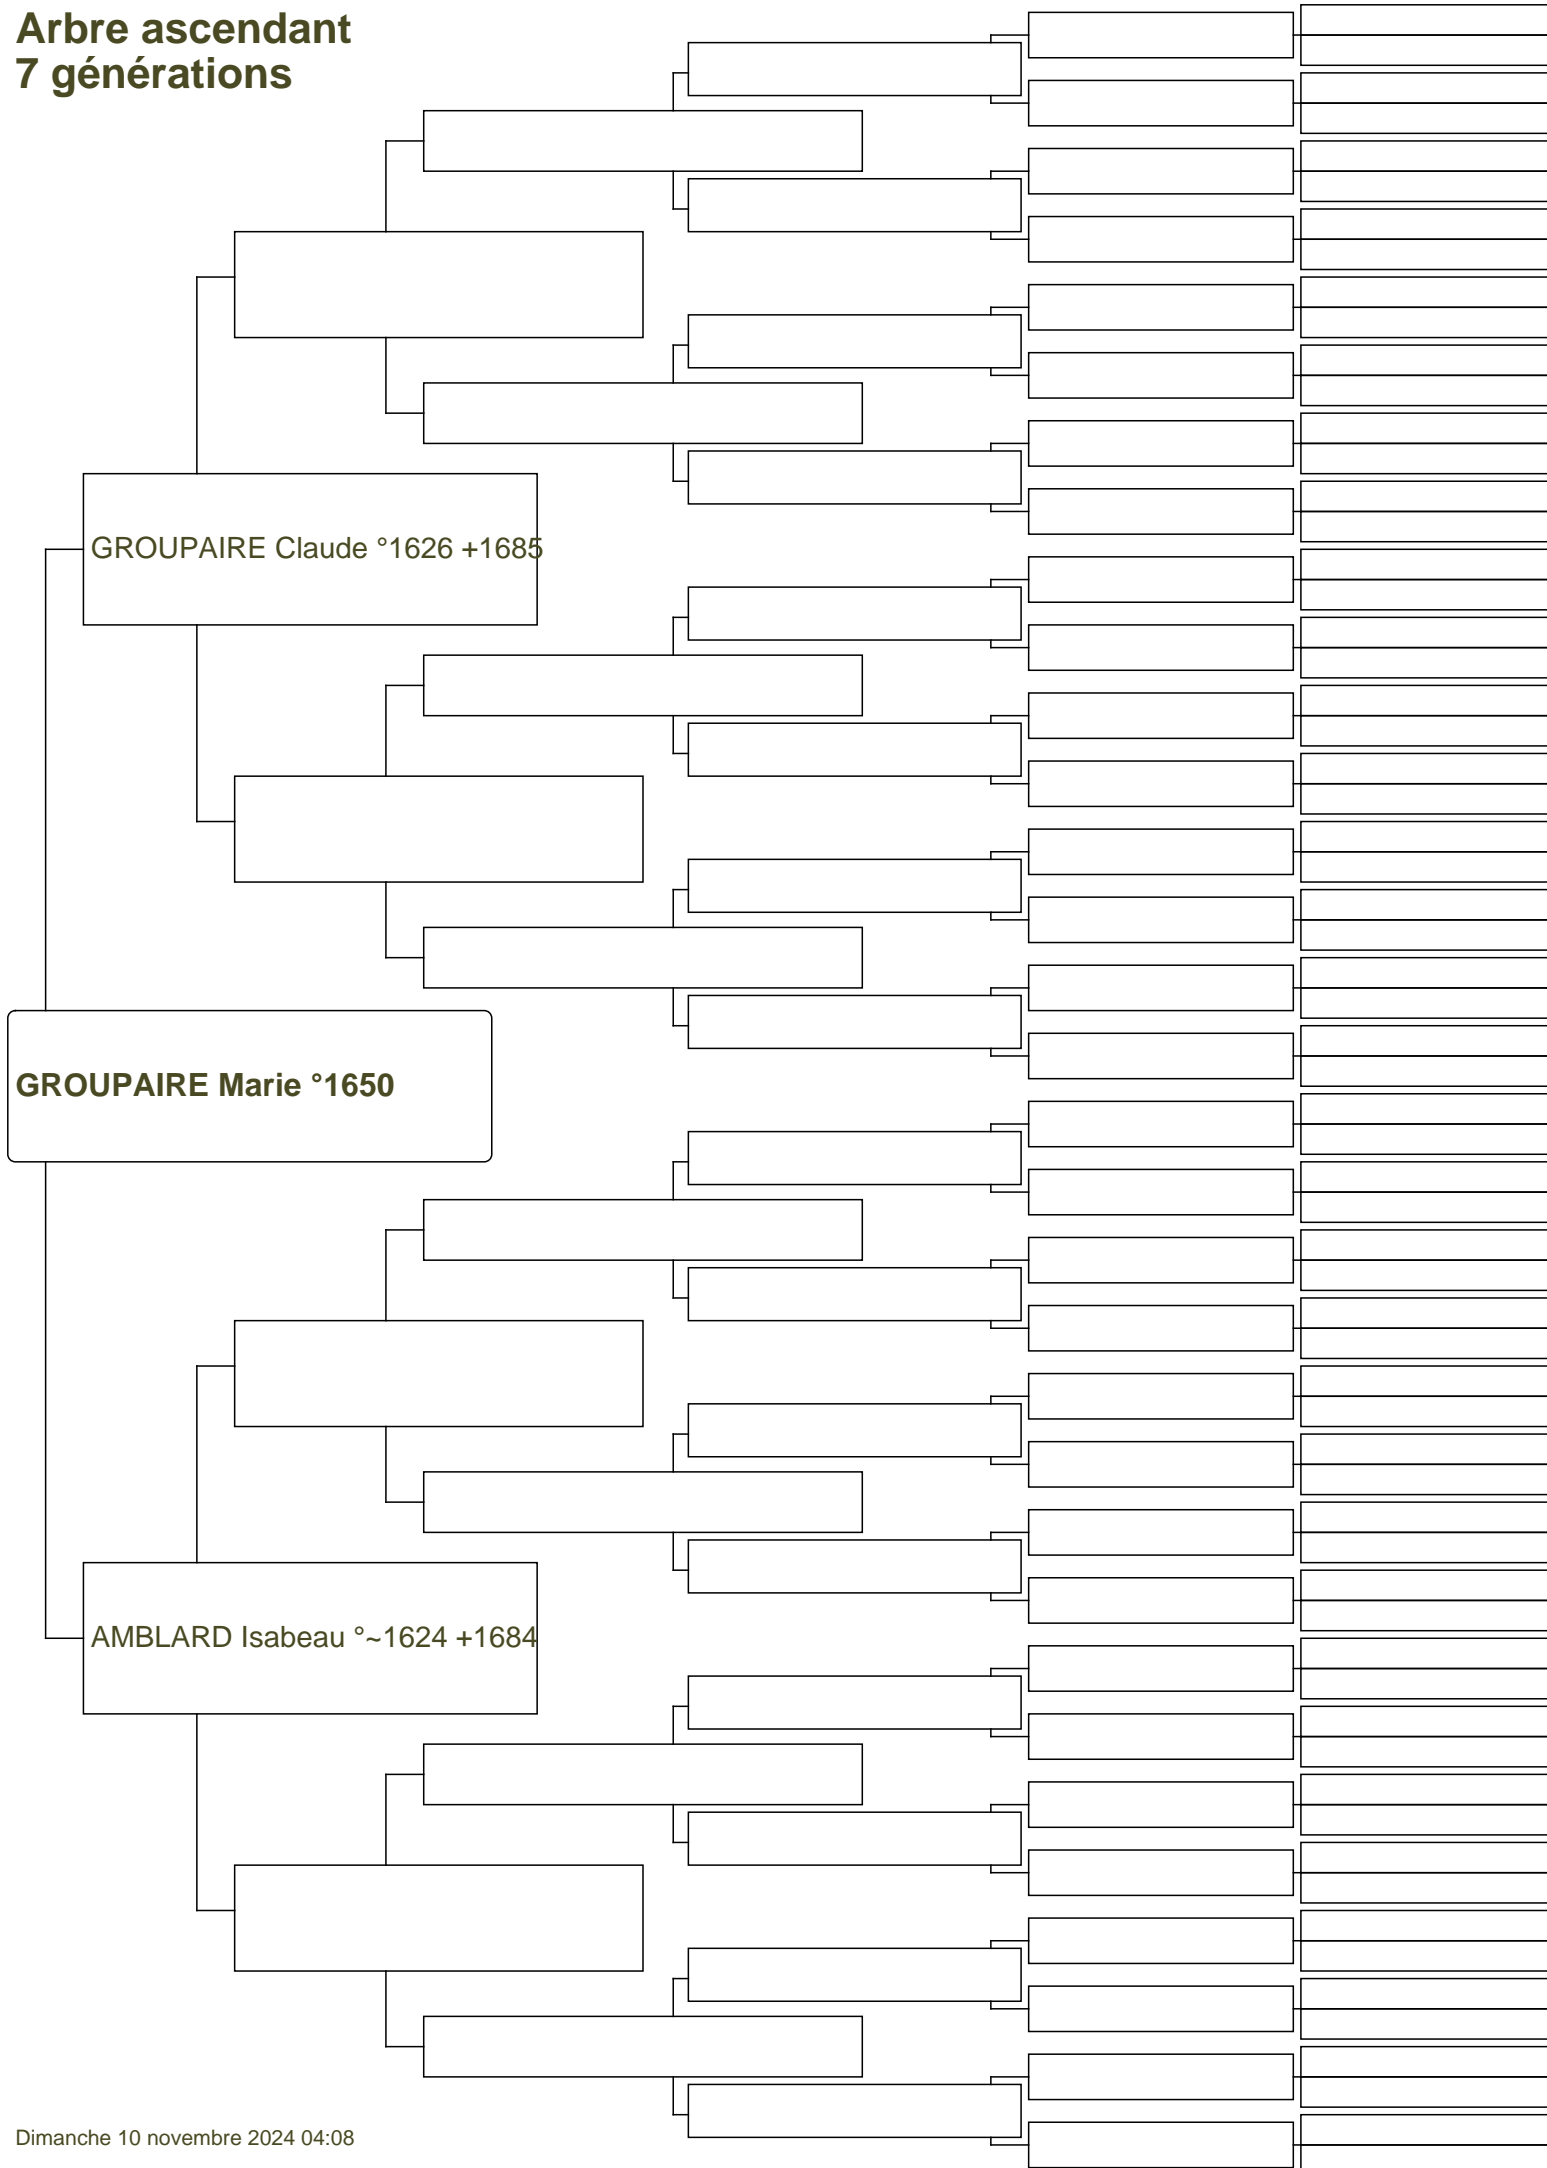 Arbre ascendant
7 générations
GROUPAIRE Claude °1626 +1685
GROUPAIRE Marie °1650
AMBLARD Isabeau °~1624 +1684
Dimanche 10 novembre 2024 04:08